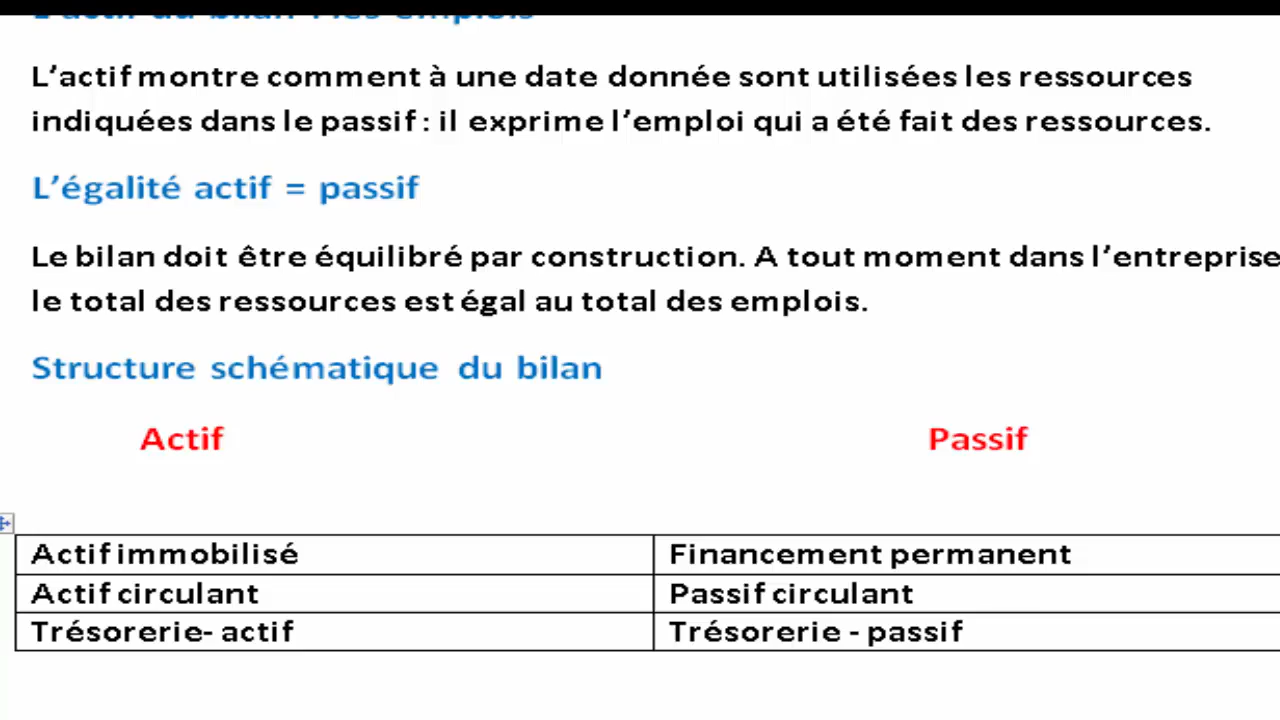 L'actif montre comment à une date donnée sont utilisées les ressources
indiquées dans le passif : il exprime l'emploi qui a été fait des ressources.
L'égalité actif = passif
Le bilan doit être équilibré par construction. A tout moment dans l'entreprise
le total des ressources est égal au total des emplois.
Structure schématique du bilan
Actif Passif
Actif immobilisé Financement permanent
Actif circulant Passif circulant
Trésorerie- actif Trésorerie - passif